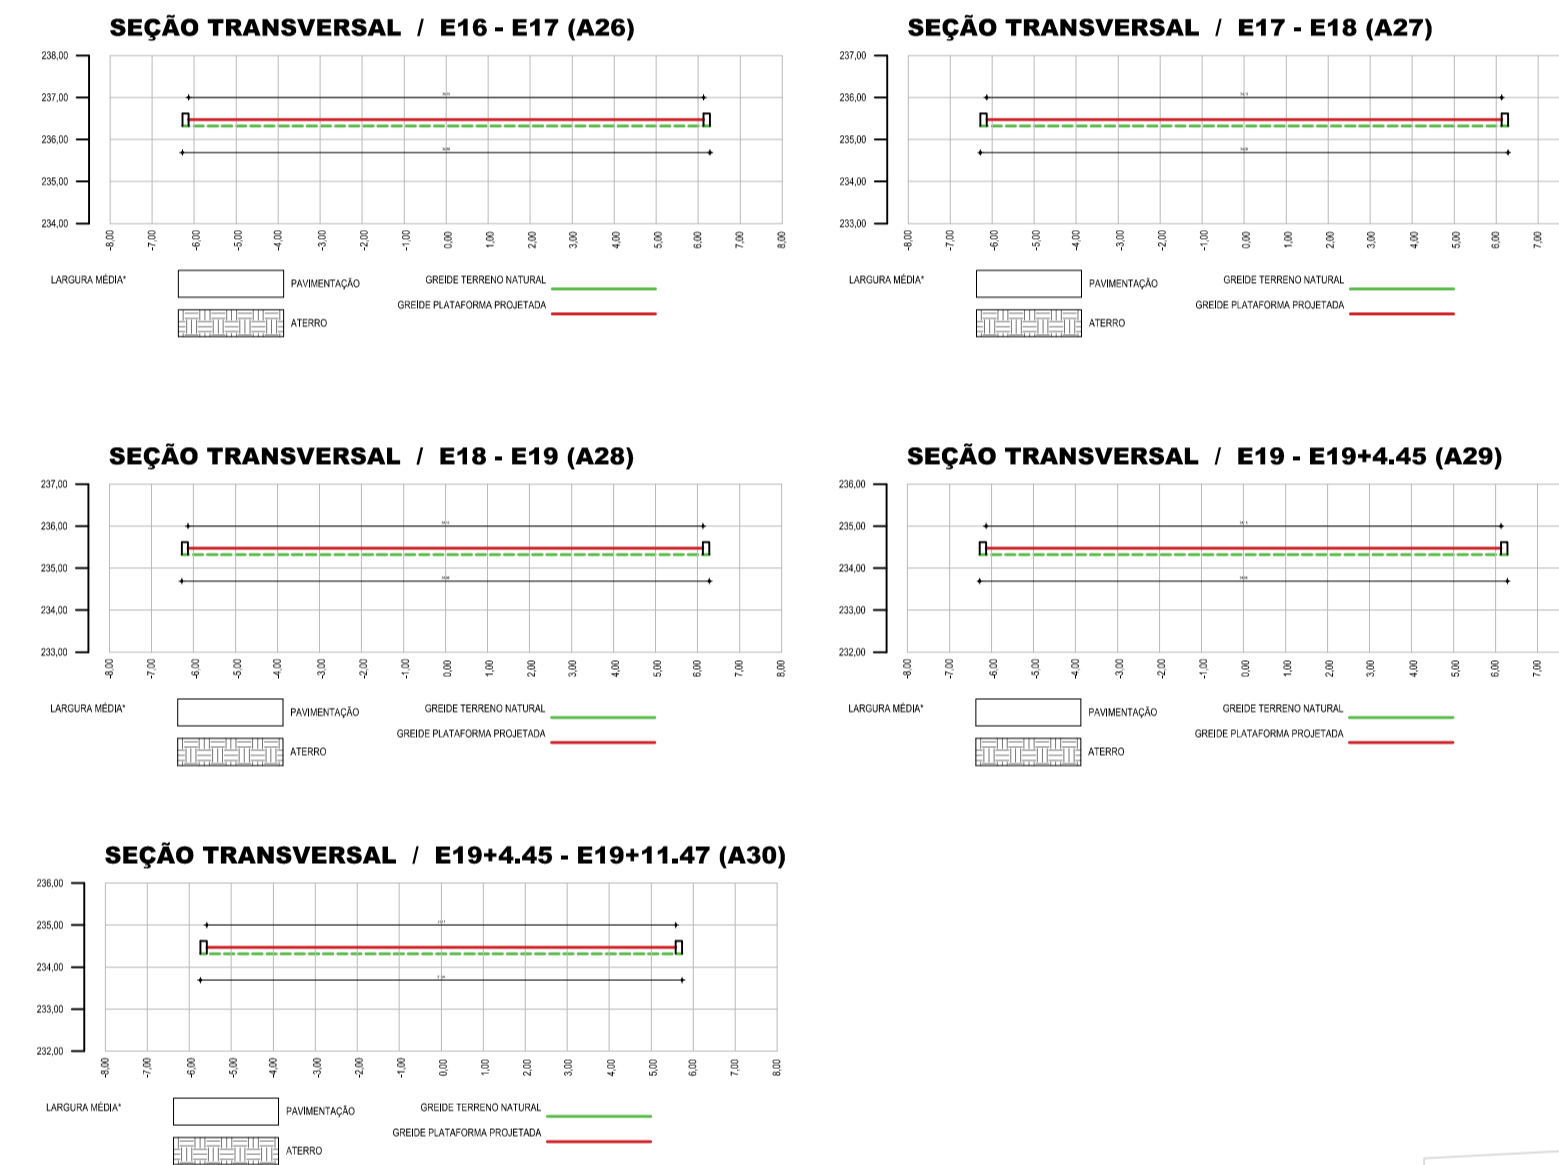 SEÇÃO TRANSVERSAL / E16 - E17 (A26)
238,00
237,00
236,00
235,00
234,00
-8,00 -7,00 -6,00 -5,00 -4,00 -3,00 -2,00 -1,00 0,00 1,00 2,00 3,00 4,00 5,00 6,00 7,00 8,00
LARGURA MÉDIA*
PAVIMENTAÇÃO
ATERRO
GREIDE TERRENO NATURAL
GREIDE PLATAFORMA PROJETADA
SEÇÃO TRANSVERSAL / E17 - E18 (A27)
237,00
236,00
235,00
234,00
233,00
-8,00 -7,00 -6,00 -5,00 -4,00 -3,00 -2,00 -1,00 0,00 1,00 2,00 3,00 4,00 5,00 6,00 7,00
LARGURA MÉDIA*
PAVIMENTAÇÃO
ATERRO
GREIDE TERRENO NATURAL
GREIDE PLATAFORMA PROJETADA
SEÇÃO TRANSVERSAL / E18 - E19 (A28)
237,00
236,00
235,00
234,00
233,00
-8,00 -7,00 -6,00 -5,00 -4,00 -3,00 -2,00 -1,00 0,00 1,00 2,00 3,00 4,00 5,00 6,00 7,00 8,00
LARGURA MÉDIA*
PAVIMENTAÇÃO
ATERRO
GREIDE TERRENO NATURAL
GREIDE PLATAFORMA PROJETADA
SEÇÃO TRANSVERSAL / E19 - E19+4.45 (A29)
236,00
235,00
234,00
233,00
232,00
-8,00 -7,00 -6,00 -5,00 -4,00 -3,00 -2,00 -1,00 0,00 1,00 2,00 3,00 4,00 5,00 6,00 7,00
LARGURA MÉDIA*
PAVIMENTAÇÃO
ATERRO
GREIDE TERRENO NATURAL
GREIDE PLATAFORMA PROJETADA
SEÇÃO TRANSVERSAL / E19+4.45 - E19+11.47 (A30)
236,00
235,00
234,00
233,00
232,00
-8,00 -7,00 -6,00 -5,00 -4,00 -3,00 -2,00 -1,00 0,00 1,00 2,00 3,00 4,00 5,00 6,00 7,00 8,00
LARGURA MÉDIA*
PAVIMENTAÇÃO
ATERRO
GREIDE TERRENO NATURAL
GREIDE PLATAFORMA PROJETADA